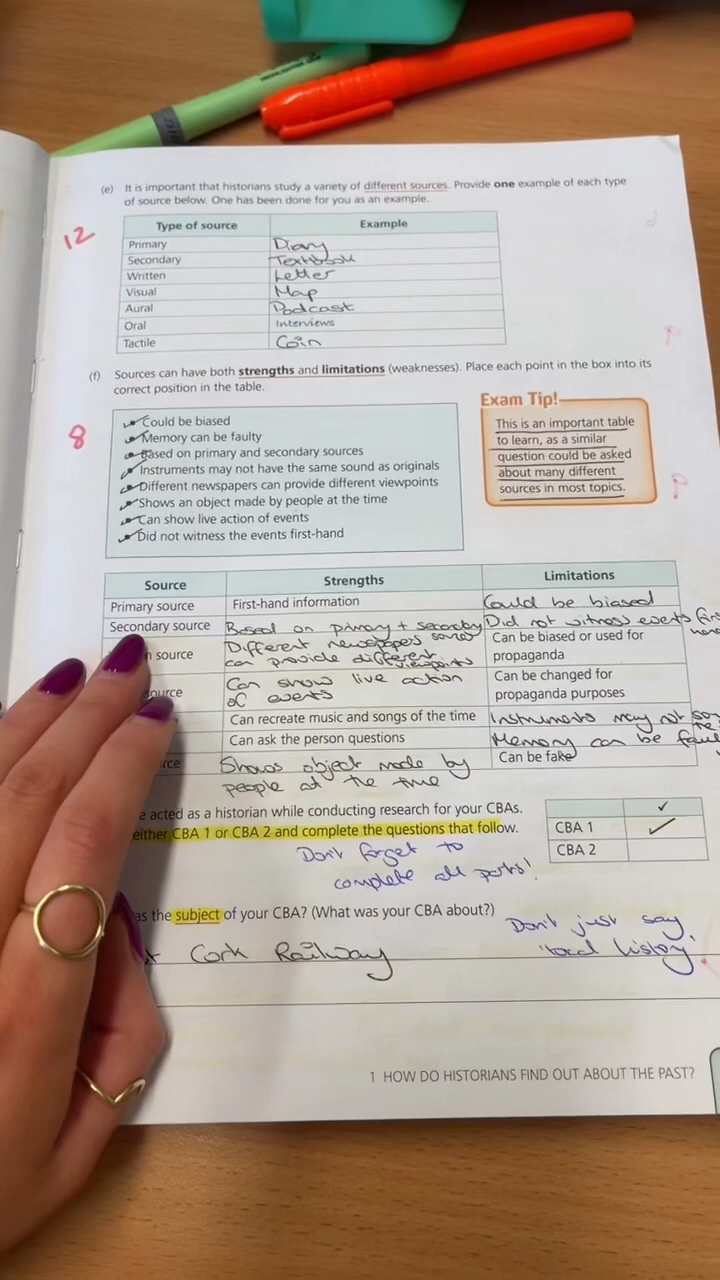 (e) It is important that historians study a variety of different sources. Provide one example of each type
of source below. One has been done for you as an example.
12
Type of source Example
Primary Diary
Secondary Textbook
Written Letter
Visual Map
Aural Podcast
Oral Interviews
Tactile Coin
(f) Sources can have both strengths and limitations (weaknesses). Place each point in the box into its
correct position in the table.
8
Could be biased
Memory can be faulty
Based on primary and secondary sources
Instruments may not have the same sound as originals
Different newspapers can provide different viewpoints
Shows an object made by people at the time
Can show live action of events
Did not witness the events first-hand
Exam Tip!
This is an important table
to learn, as a similar
question could be asked
about many different
sources in most topics.
Source Strengths Limitations
Primary source First-hand information Could be biased
Secondary source Based on primary + secondary Did not witness events
source
Different newspapers
can provide different
viewpoints
Can be biased or used for
propaganda
Can show live action
of events
Can be changed for
propaganda purposes
Can recreate music and songs of the time Instruments may not
Can ask the person questions Memory can be
Shows object made by
people at the time
Can be fake
acted as a historian while conducting research for your CBAs.
either CBA 1 or CBA 2 and complete the questions that follow.
✓
CBA 1 ✓
CBA 2
Don't forget to
complete all parts!
as the subject of your CBA? (What was your CBA about?)
Don't just say
'local history'
Cork Railway
1 HOW DO HISTORIANS FIND OUT ABOUT THE PAST?